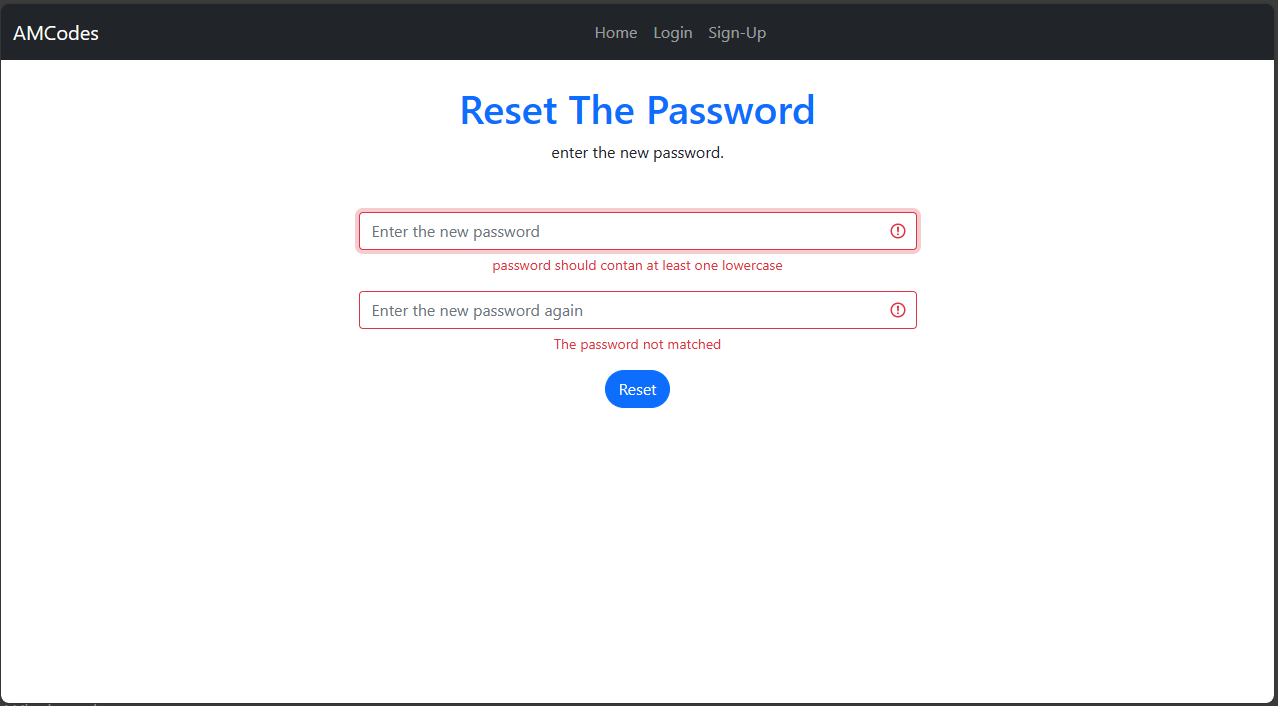 AMCodes
Home Login Sign-Up
Reset The Password
enter the new password.
Enter the new password
password should contan at least one lowercase
Enter the new password again
The password not matched
Reset